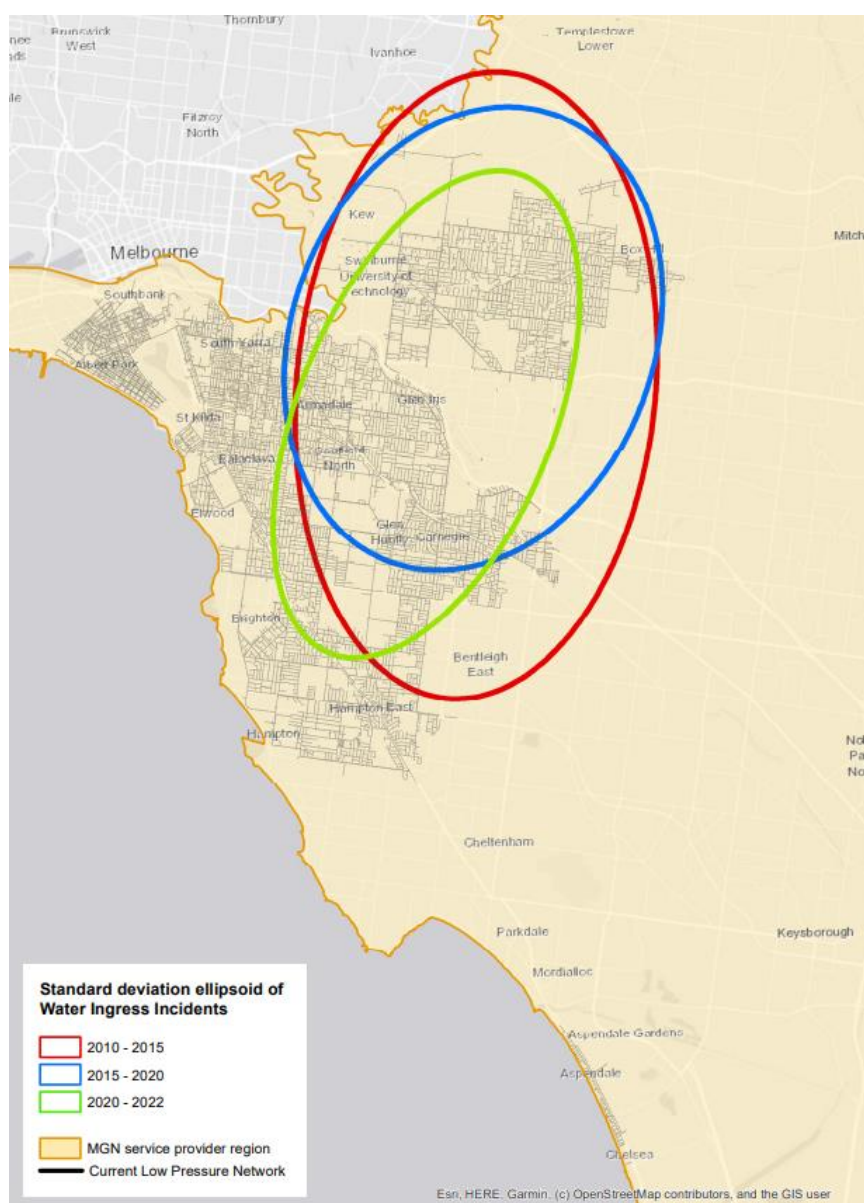 Thornbury
Brunswick
West
Ivanhoe
Templestowe
Lower
Fitzroy
North
Kew
Melbourne
Box Hill
Swinburne
University of
Technology
Southbank
South Yarra
Albert Park
Armadale
Glen Iris
St Kilda
Caulfield
North
Balaclava
Elwood
Glen
Huntly
Carnegie
Brighton
Bentleigh
East
Hampton East
Hampton
Cheltenham
Parkdale
Keysborough
Mordialloc
Aspendale Gardens
Aspendale
Chelsea
Standard deviation ellipsoid of
Water Ingress Incidents
2010 - 2015
2015 - 2020
2020 - 2022
MGN service provider region
Current Low Pressure Network
Esri, HERE, Garmin, (c) OpenStreetMap contributors, and the GIS user